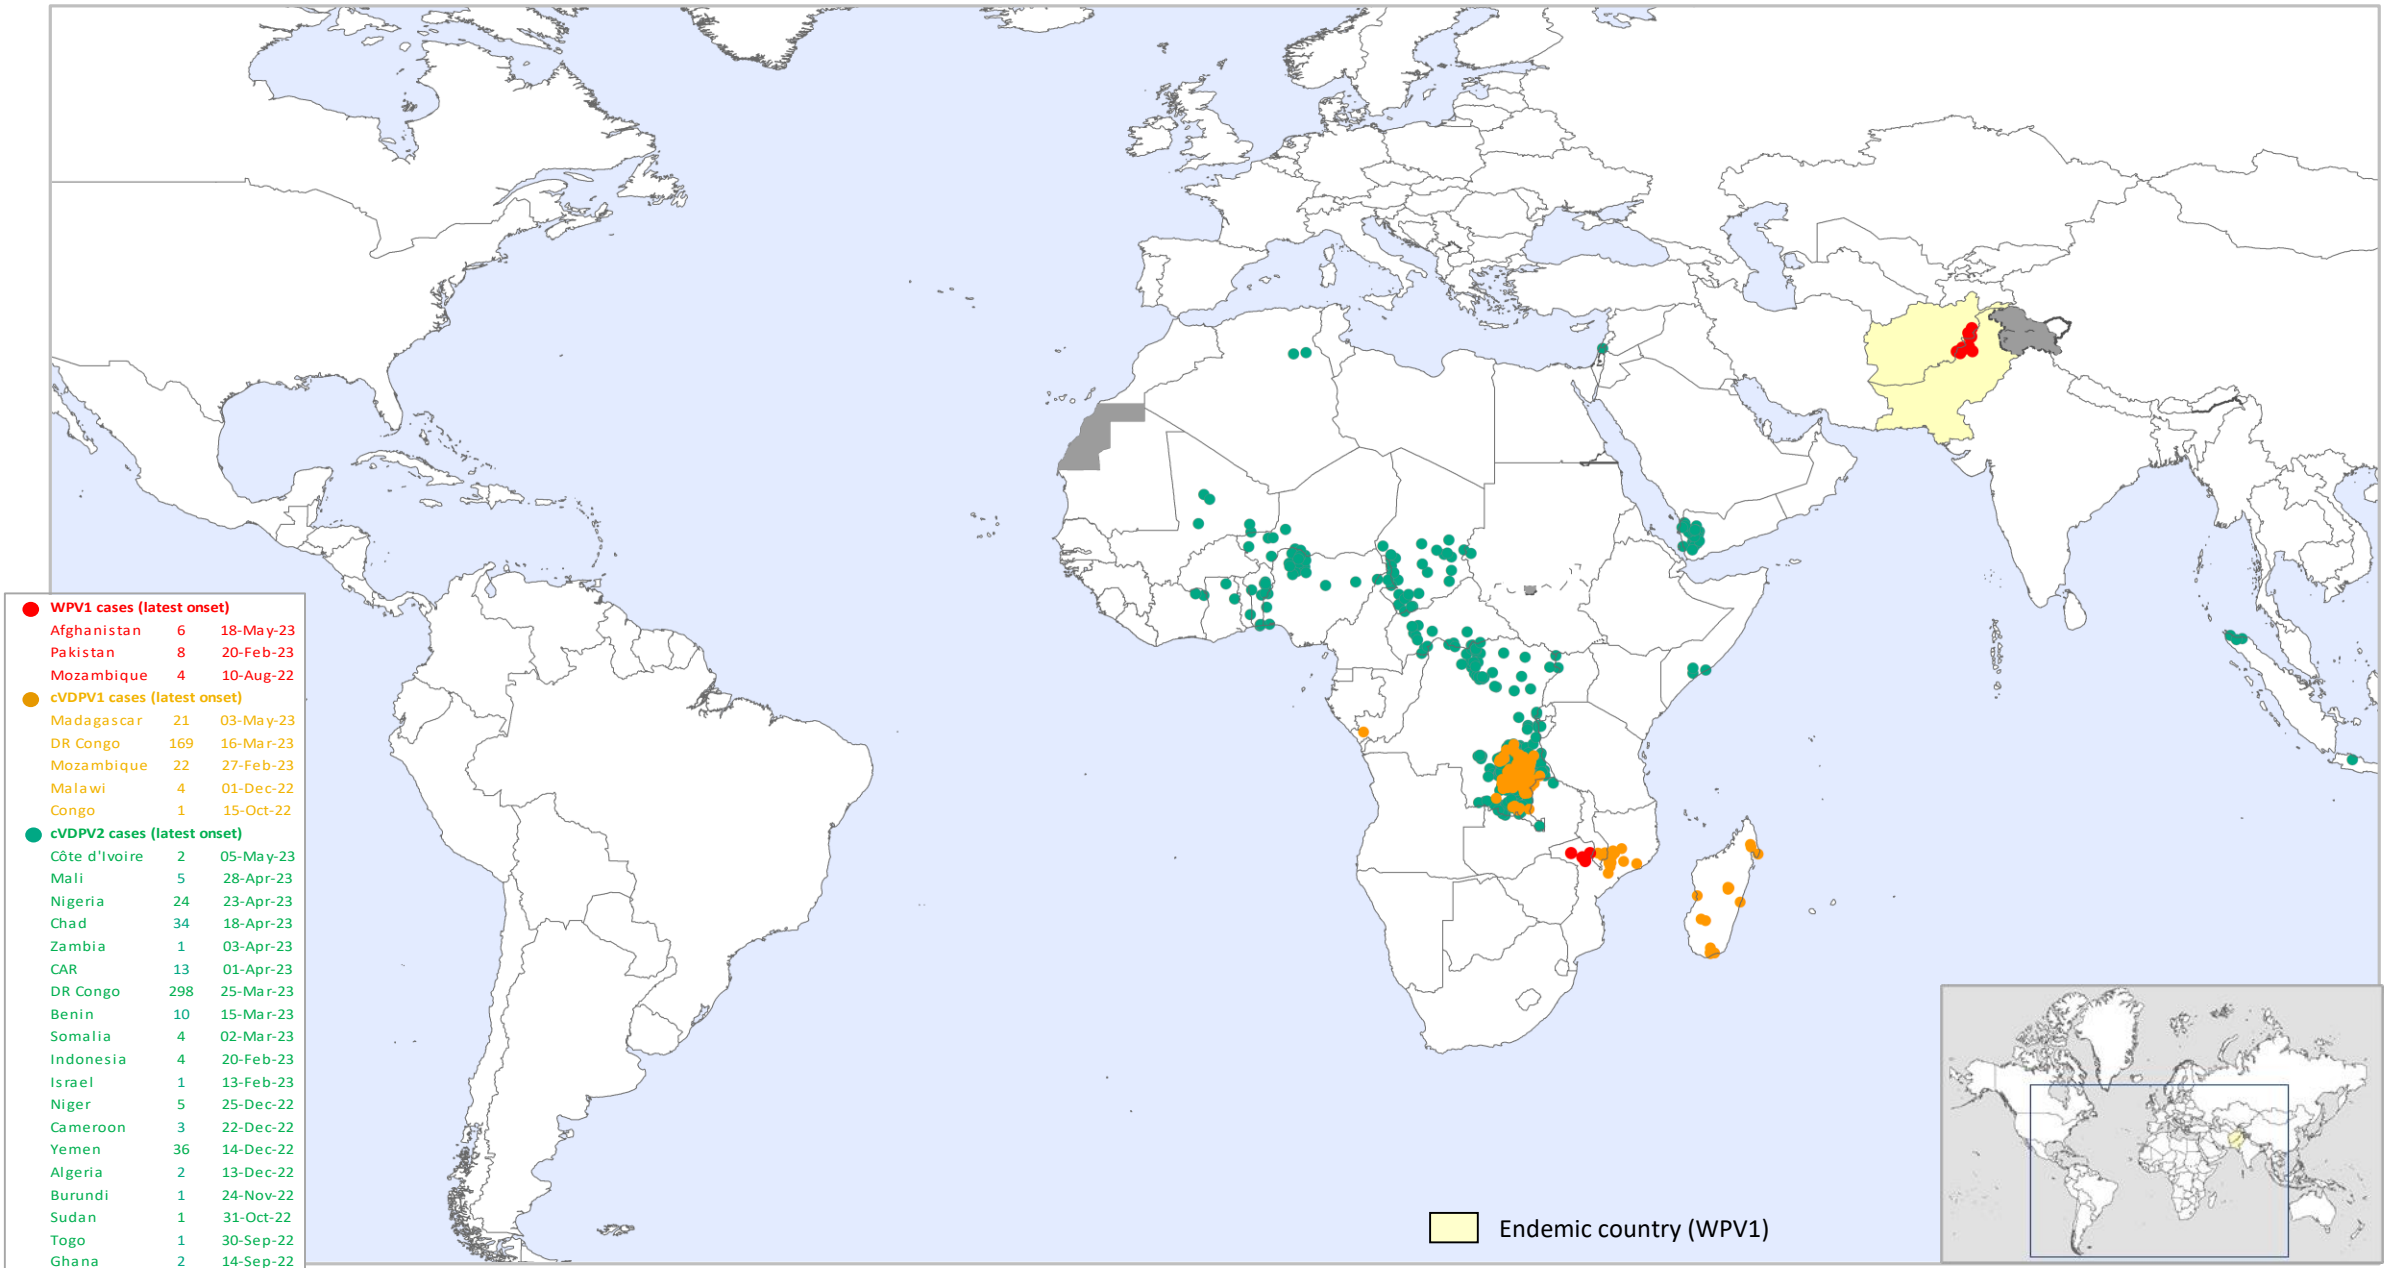 WPV1 cases (latest onset)
Afghanistan 6 18-May-23
Pakistan 8 20-Feb-23
Mozambique 4 10-Aug-22
cVDPV1 cases (latest onset)
Madagascar 21 03-May-23
DR Congo 169 16-Mar-23
Mozambique 22 27-Feb-23
Malawi 4 01-Dec-22
Congo 1 15-Oct-22
cVDPV2 cases (latest onset)
Côte d'Ivoire 2 05-May-23
Mali 5 28-Apr-23
Nigeria 24 23-Apr-23
Chad 34 18-Apr-23
Zambia 1 03-Apr-23
CAR 13 01-Apr-23
DR Congo 298 25-Mar-23
Benin 10 15-Mar-23
Somalia 4 02-Mar-23
Indonesia 4 20-Feb-23
Israel 1 13-Feb-23
Niger 5 25-Dec-22
Cameroon 3 22-Dec-22
Yemen 36 14-Dec-22
Algeria 2 13-Dec-22
Burundi 1 24-Nov-22
Sudan 1 31-Oct-22
Togo 1 30-Sep-22
Ghana 2 14-Sep-22
Endemic country (WPV1)